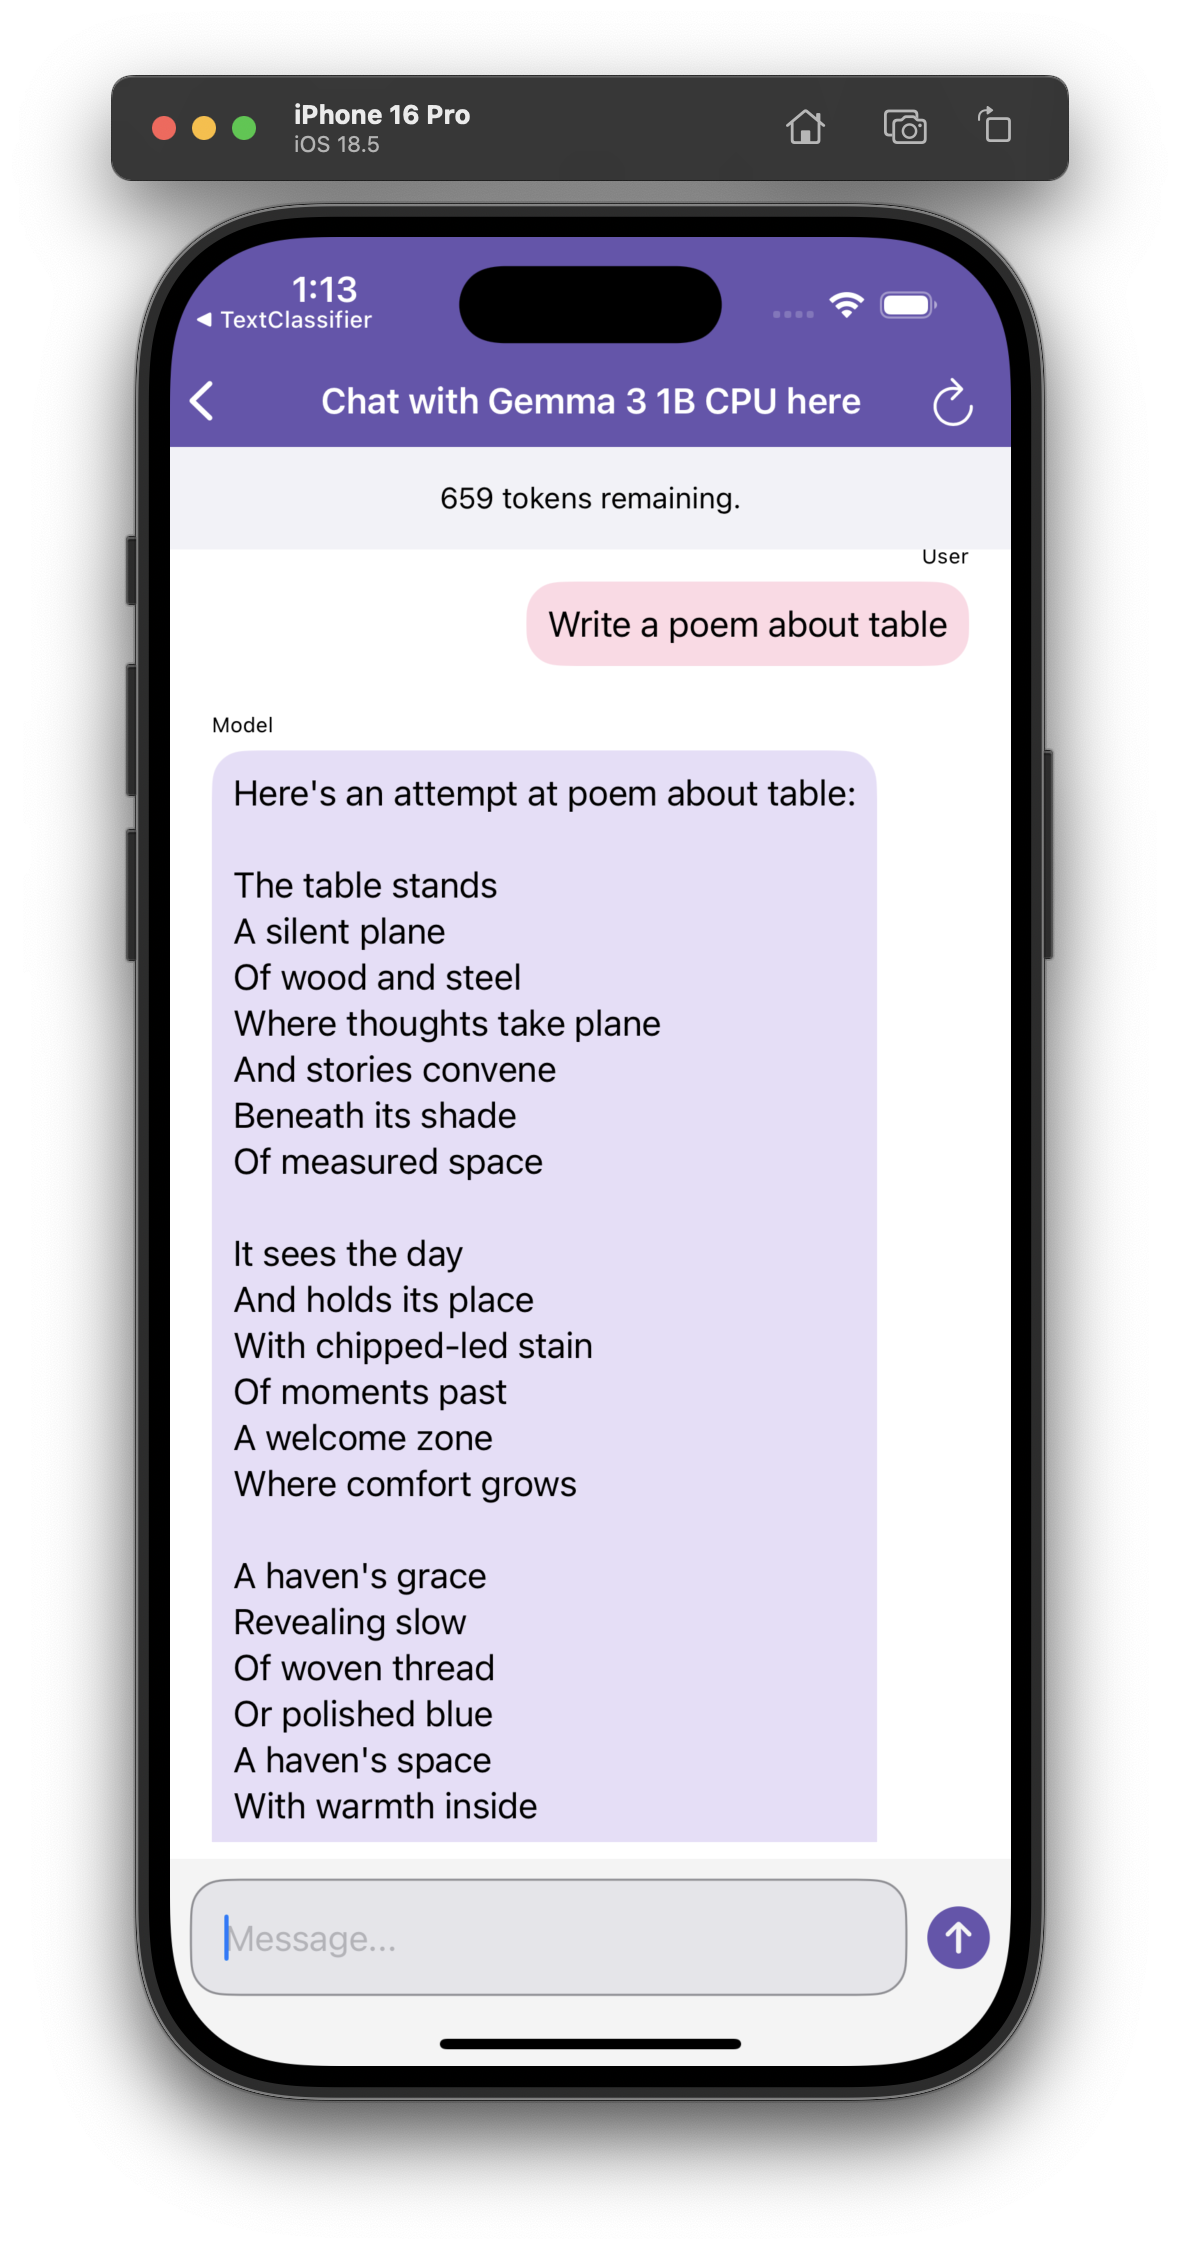 iPhone 16 Pro
iOS 18.5
1:13
◀ TextClassifier
Chat with Gemma 3 1B CPU here
659 tokens remaining.
User
Write a poem about table
Model
Here's an attempt at poem about table:
The table stands
A silent plane
Of wood and steel
Where thoughts take plane
And stories convene
Beneath its shade
Of measured space
It sees the day
And holds its place
With chipped-led stain
Of moments past
A welcome zone
Where comfort grows
A haven's grace
Revealing slow
Of woven thread
Or polished blue
A haven's space
With warmth inside
Message...